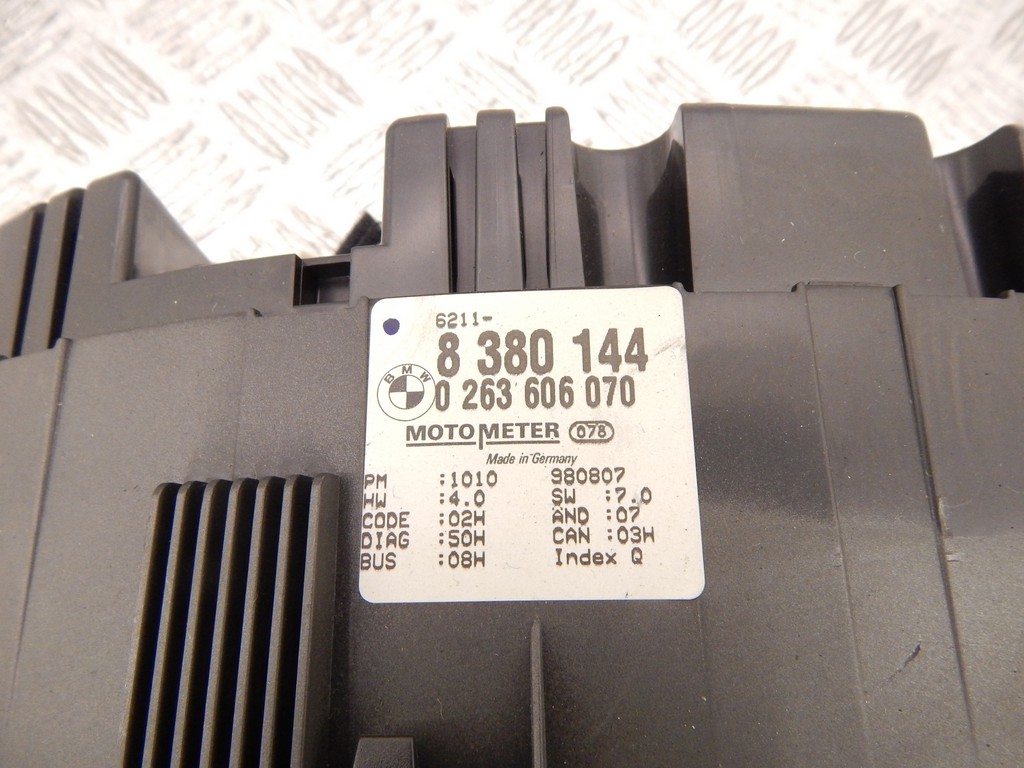 6211-
8 380 144
BMW
0 263 606 070
MOTOMETER 078
Made in Germany
PM :1010 980807
HW :4.0 SW :7.0
CODE :02H AND :07
DIAG :50H CAN :03H
BUS :08H Index Q